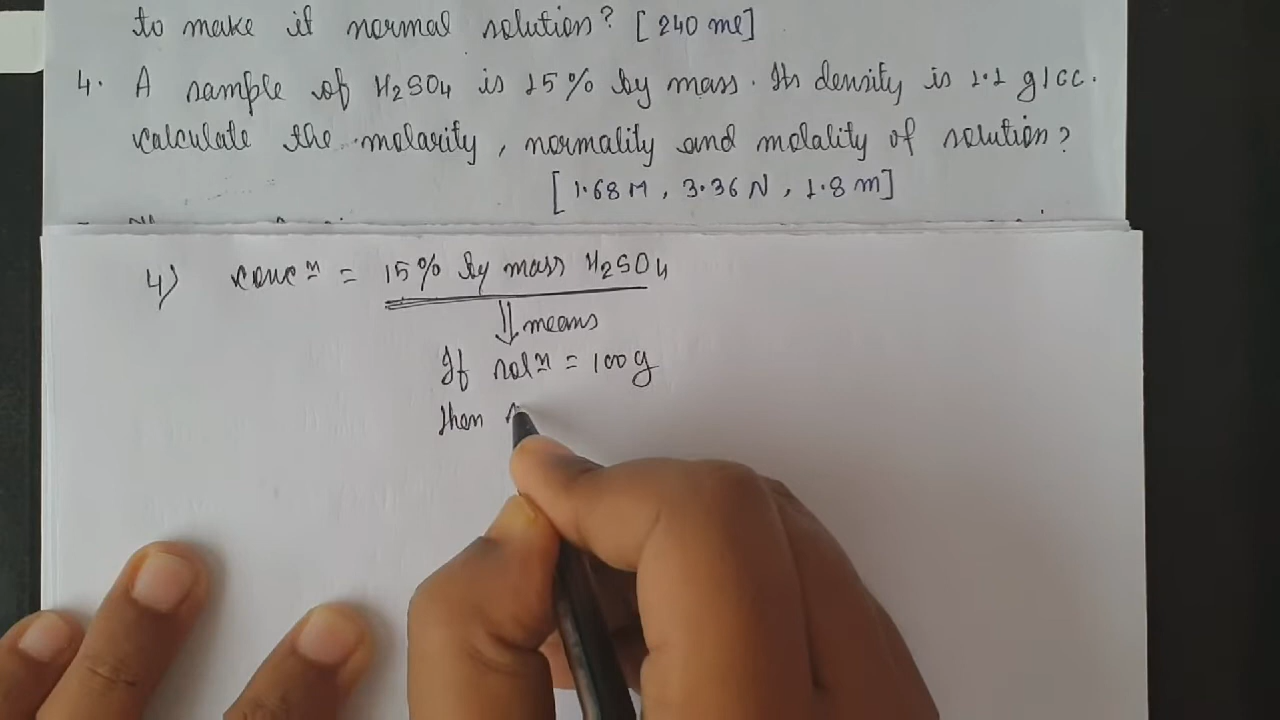 to make it normal solution? [240 ml]
4. A sample of H₂SO₄ is 15% by mass. Its density is 1.1 g/cc.
calculate the molarity, normality and molality of solution?
[1.68 M, 3.36 N, 1.8 m]
4) concⁿ = 15% by mass H₂SO₄
means
If solⁿ = 100g
then